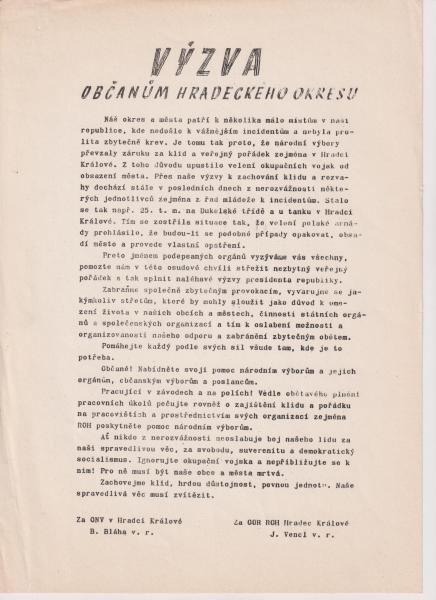 VÝZVA
OBČANŮM HRADECKÉHO OKRESU
Náš okres a města patří k několika málo místům v naší
republice, kde nedošlo k vážnějším incidentům a nebyla pro-
lita zbytečně krev. Je tomu tak proto, že národní výbory
převzaly záruku za klid a veřejný pořádek zejména v Hradci
Králové. Z toho důvodu upustilo velení okupačních vojsk od
obsazení města. Přes naše výzvy k zachování klidu a rozva-
hy dochází stále v posledních dnech z nerozvážnosti někte-
rých jednotlivců zejména z řad mládeže k incidentům. Stalo
se tak např. 25. t. m. na Dukelské třídě a u tanku v Hradci
Králové. Tím se zostřila situace tak, že velení polské armá-
dy prohlásilo, že budou-li se podobné případy opakovat, obsa-
dí město a provede vlastní opatření.
Proto jménem podepsaných orgánů vyzýváme vás všechny,
pomozte nám v této osudové chvíli střežit nezbytný veřejný
pořádek a tak splnit naléhavé výzvy presidenta republiky.
Zabraňme společně zbytečným provokacím, vyvarujme se ja-
kýmkoliv střetům, které by mohly sloužit jako důvod k ome-
zení života v našich obcích a městech, činnosti státních orgá-
nů a společenských organizací a tím k oslabení možností a
organizovanosti našeho odporu a zabránění zbytečným obětem.
Pomáhejte každý podle svých sil všude tam, kde je to
potřeba.
Občané! Nabídněte svoji pomoc národním výborům a jejich
orgánům, občanským výborům a poslancům.
Pracující v závodech a na polích! Vedle obětavého plnění
pracovních úkolů pečujte rovněž o zajištění klidu a pořádku
na pracovištích a prostřednictvím svých organizací zejména
ROH poskytněte pomoc národním výborům.
Ať nikdo z nerozvážnosti neoslabuje boj našeho lidu za
naši spravedlivou věc, za svobodu, suverenitu a demokratický
socialismus. Ignorujte okupační vojska a nepřibližujte se k
nim! Pro ně musí být naše obce a města mrtvá.
Zachovejme klid, hrdou důstojnost, pevnou jednotu. Naše
spravedlivá věc musí zvítězit.
Za ONV v Hradci Králové
B. Bláha v. r.
Za OOR ROH Hradec Králové
J. Vencl v. r.